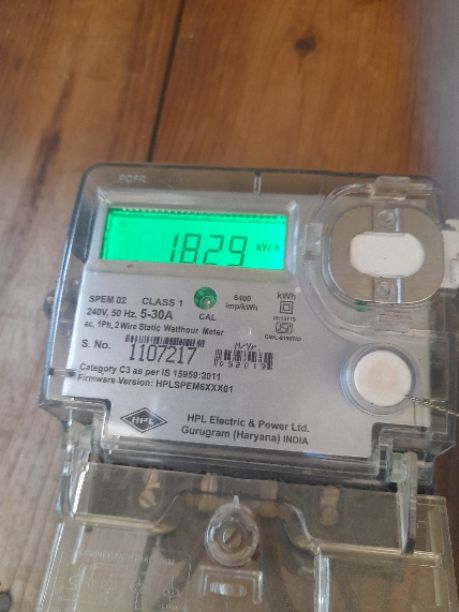 1829 kWh
SPEM 02 CLASS 1
240V, 50 Hz. 5-30A
CAL
6400
imp/kWh
kWh
ac, 1Ph, 2 Wire Static Watthour Meter
S. No. 1107217
M/Yr
092019
Category C3 as per IS 15959:2011
Firmware Version: HPLSPEM6XXX01
HPL
HPL Electric & Power Ltd.
Gurugram (Haryana) INDIA